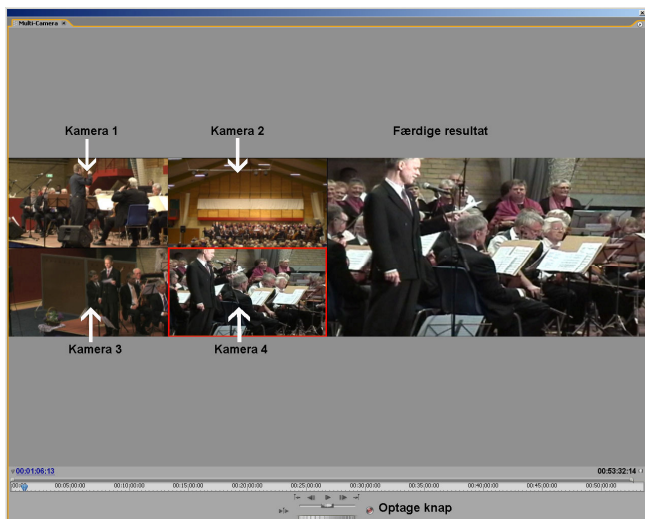 Multi-Camera
Kamera 1
Kamera 2
Færdige resultat
Kamera 3
Kamera 4
00:01:06:13
00:53:32:14
00:00
00:05:00:00
00:10:00:00
00:15:00:00
00:20:00:00
00:25:00:00
00:30:00:00
00:35:00:00
00:40:00:00
00:45:00:00
00:50:00:00
Optage knap